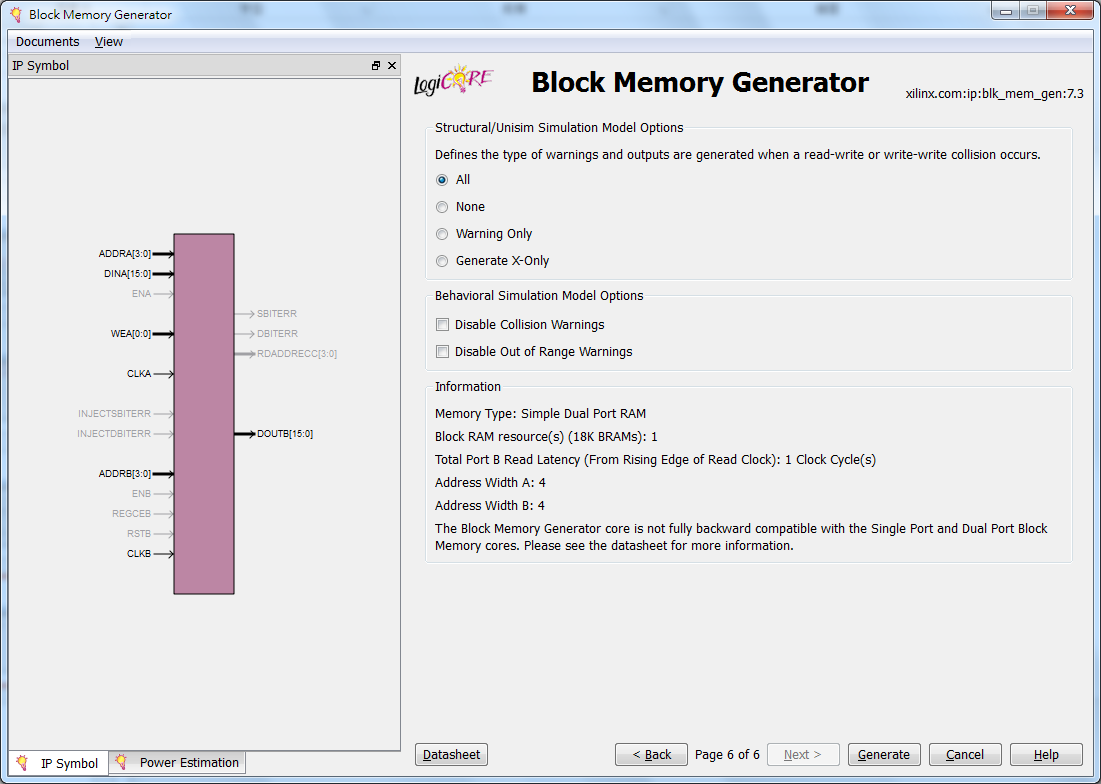 Block Memory Generator
Documents View
IP Symbol
ADDRA[3:0]
DINA[15:0]
ENA
WEA[0:0]
CLKA
INJECTSBITERR
INJECTDBITERR
ADDRB[3:0]
ENB
REGCEB
RSTB
CLKB
SBITERR
DBITERR
RDADDRECC[3:0]
DOUTB[15:0]
IP Symbol
Power Estimation
LogiCORE
Block Memory Generator
xilinx.com:ip:blk_mem_gen:7.3
Structural/Unisim Simulation Model Options
Defines the type of warnings and outputs are generated when a read-write or write-write collision occurs.
All
None
Warning Only
Generate X-Only
Behavioral Simulation Model Options
Disable Collision Warnings
Disable Out of Range Warnings
Information
Memory Type: Simple Dual Port RAM
Block RAM resource(s) (18K BRAMs): 1
Total Port B Read Latency (From Rising Edge of Read Clock): 1 Clock Cycle(s)
Address Width A: 4
Address Width B: 4
The Block Memory Generator core is not fully backward compatible with the Single Port and Dual Port Block
Memory cores. Please see the datasheet for more information.
Datasheet
< Back
Page 6 of 6
Next >
Generate
Cancel
Help